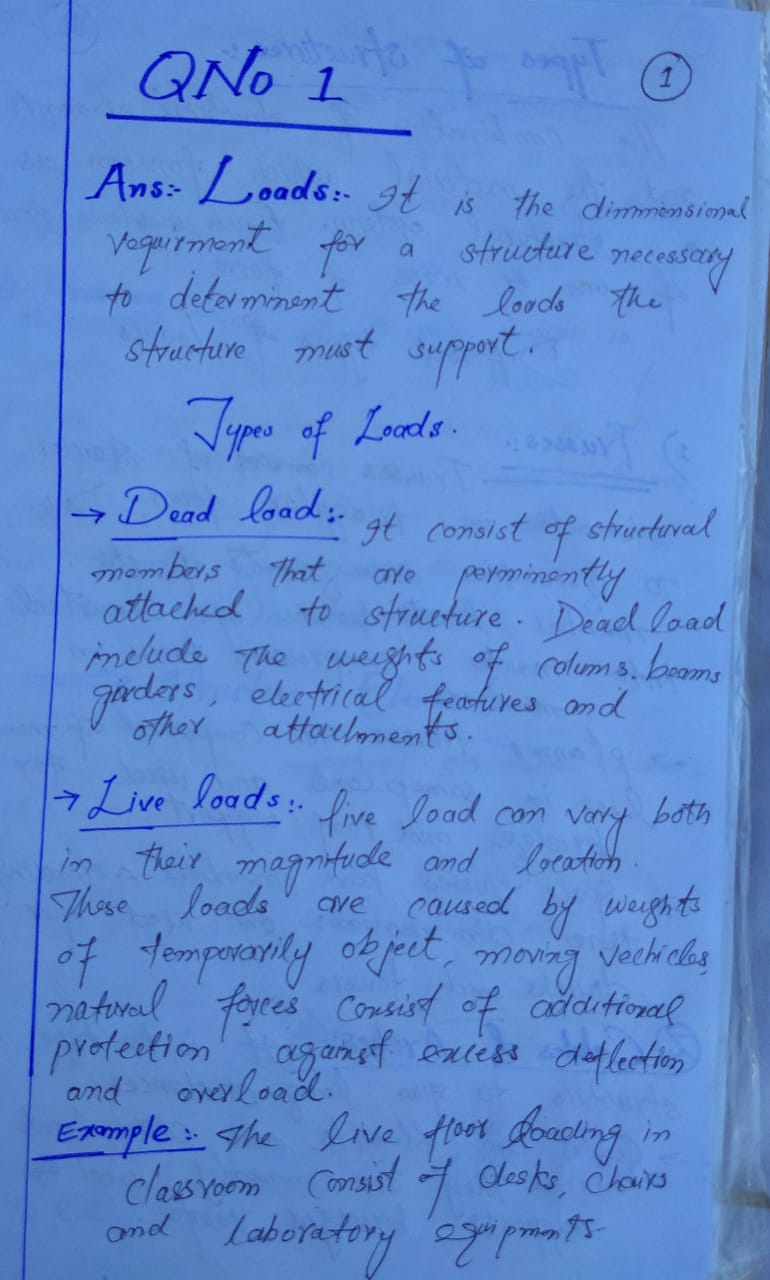 QNo 1
1
Ans:- Loads:- It is the dimmensional
requirment for a structure necessary
to determinent the loads the
structure must support.
Types of Loads.
→ Dead load:- It consist of structural
members that are perminently
attached to structure. Dead load
include the weights of colums, beams
girders, electrical features and
other attachments.
→ Live loads:- live load can vary both
in their magnitude and location.
These loads are caused by weights
of temporarily object, moving vechicles,
natural forces consist of additional
protection against excess deflection
and overload.
Example:- The live floor loading in
classroom consist of desks, chairs
and laboratory equipments.